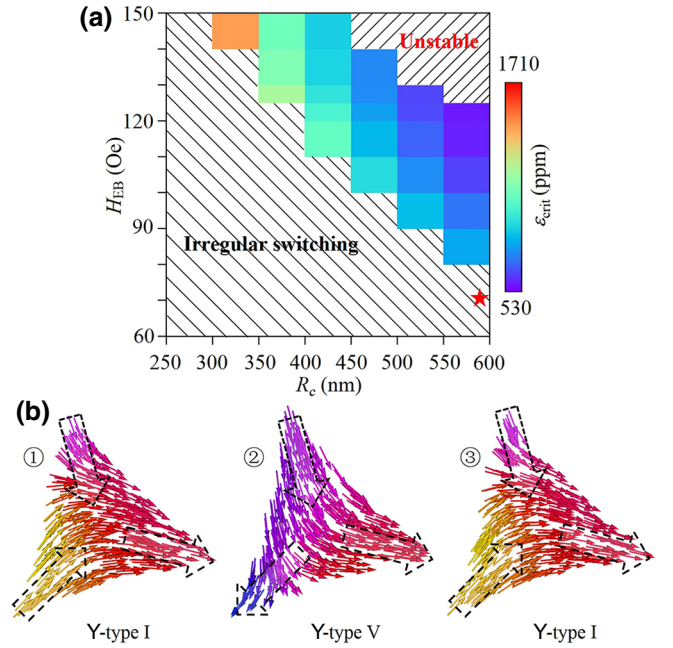 (a)
150
120
90
60
H_EB (Oe)
Unstable
Irregular switching
250 300 350 400 450 500 550 600
R_c (nm)
1710
ε_crit (ppm)
530
(b)
① ② ③
Y-type I Y-type V Y-type I